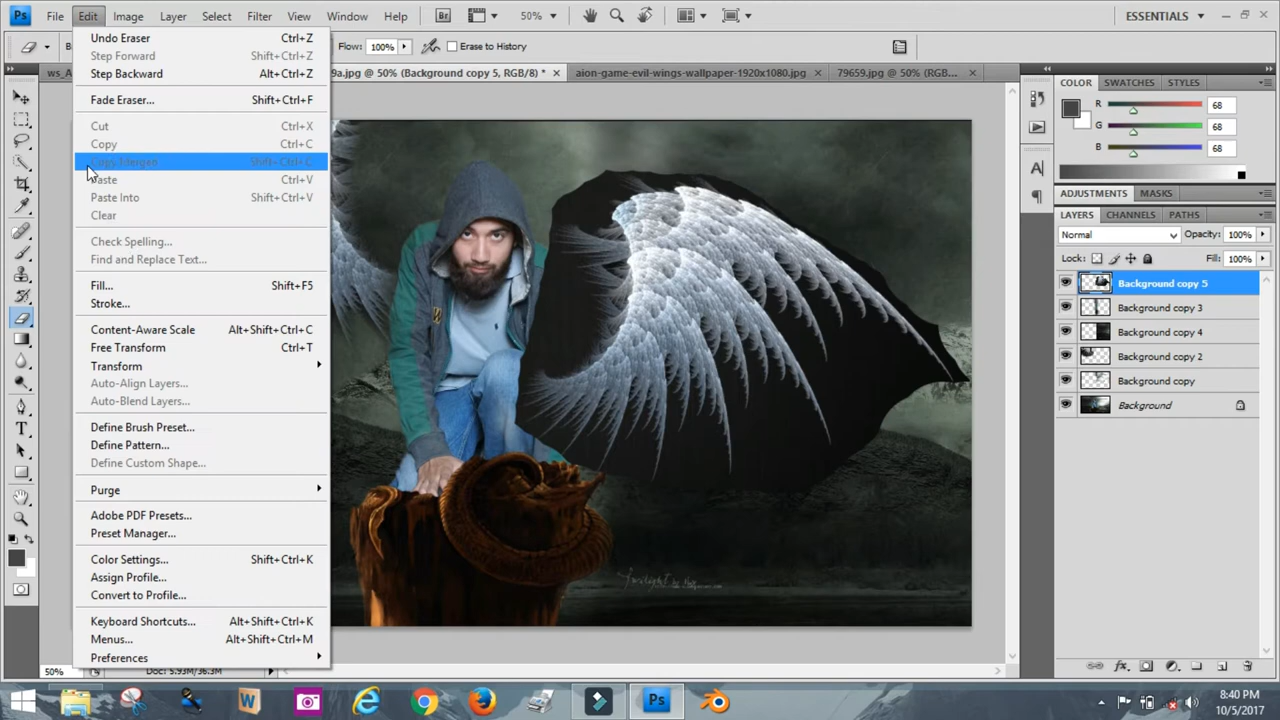 Ps File Edit Image Layer Select Filter View Window Help Br 50% ESSENTIALS
Flow: 100% Erase to History
9a.jpg @ 50% (Background copy 5, RGB/8) * aion-game-evil-wings-wallpaper-1920x1080.jpg 79659.jpg @ 50% (RGB...
Undo Eraser Ctrl+Z
Step Forward Shift+Ctrl+Z
Step Backward Alt+Ctrl+Z
Fade Eraser... Shift+Ctrl+F
Cut Ctrl+X
Copy Ctrl+C
Copy Merged Shift+Ctrl+C
Paste Ctrl+V
Paste Into Shift+Ctrl+V
Clear
Check Spelling...
Find and Replace Text...
Fill... Shift+F5
Stroke...
Content-Aware Scale Alt+Shift+Ctrl+C
Free Transform Ctrl+T
Transform
Auto-Align Layers...
Auto-Blend Layers...
Define Brush Preset...
Define Pattern...
Define Custom Shape...
Purge
Adobe PDF Presets...
Preset Manager...
Color Settings... Shift+Ctrl+K
Assign Profile...
Convert to Profile...
Keyboard Shortcuts... Alt+Shift+Ctrl+K
Menus... Alt+Shift+Ctrl+M
Preferences
COLOR SWATCHES STYLES
R 68
G 68
B 68
ADJUSTMENTS MASKS
LAYERS CHANNELS PATHS
Normal Opacity: 100%
Lock: Fill: 100%
Background copy 5
Background copy 3
Background copy 4
Background copy 2
Background copy
Background
50% Doc: 5.93M/36.3M
Ps
8:40 PM
10/5/2017